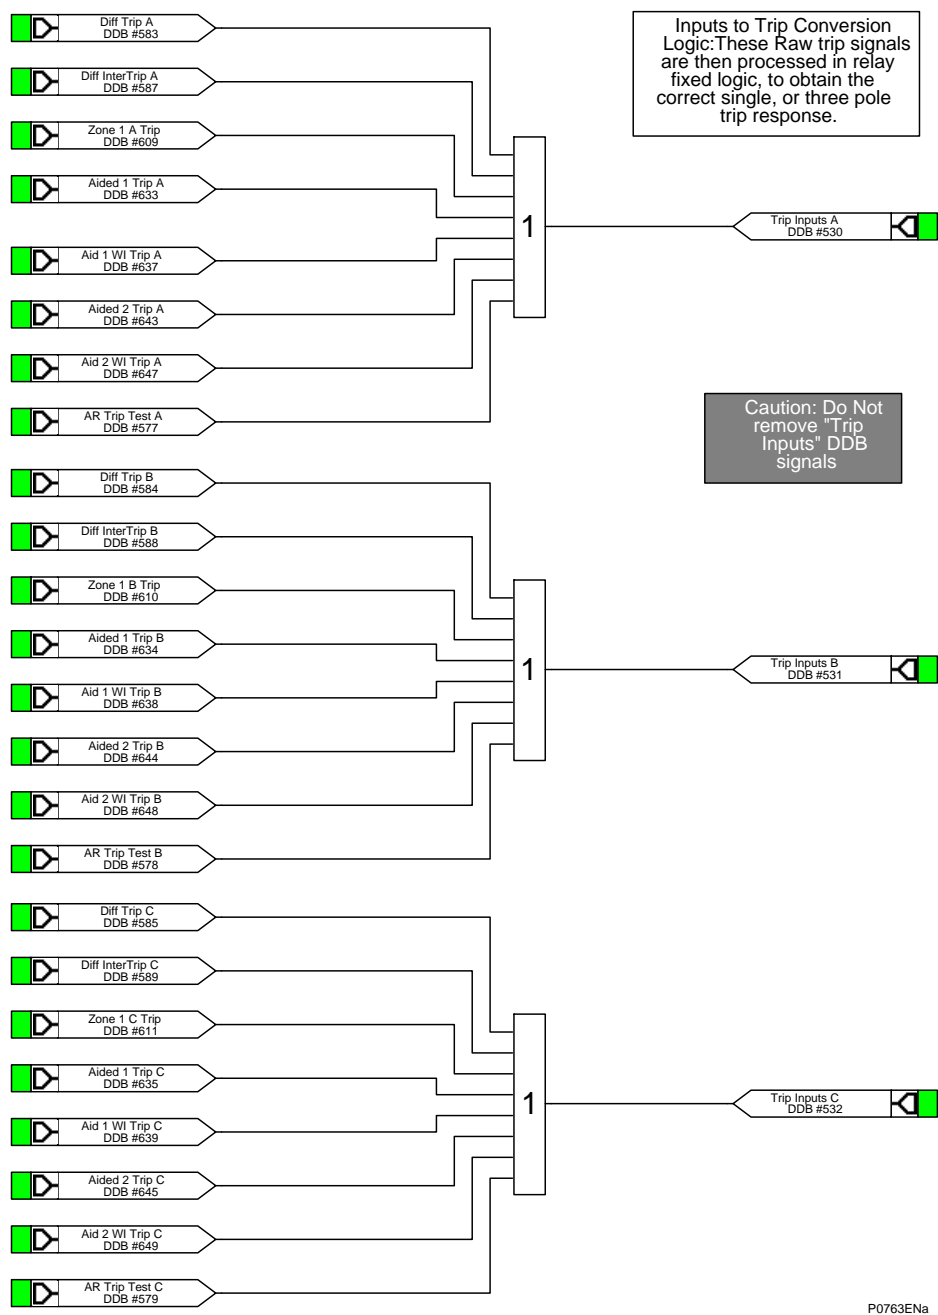 Diff Trip A
DDB #583
Diff InterTrip A
DDB #587
Zone 1 A Trip
DDB #609
Aided 1 Trip A
DDB #633
Aid 1 WI Trip A
DDB #637
Aided 2 Trip A
DDB #643
Aid 2 WI Trip A
DDB #647
AR Trip Test A
DDB #577
1
Trip Inputs A
DDB #530
Inputs to Trip Conversion
Logic:These Raw trip signals
are then processed in relay
fixed logic, to obtain the
correct single, or three pole
trip response.
Caution: Do Not
remove "Trip
Inputs" DDB
signals
Diff Trip B
DDB #584
Diff InterTrip B
DDB #588
Zone 1 B Trip
DDB #610
Aided 1 Trip B
DDB #634
Aid 1 WI Trip B
DDB #638
Aided 2 Trip B
DDB #644
Aid 2 WI Trip B
DDB #648
AR Trip Test B
DDB #578
1
Trip Inputs B
DDB #531
Diff Trip C
DDB #585
Diff InterTrip C
DDB #589
Zone 1 C Trip
DDB #611
Aided 1 Trip C
DDB #635
Aid 1 WI Trip C
DDB #639
Aided 2 Trip C
DDB #645
Aid 2 WI Trip C
DDB #649
AR Trip Test C
DDB #579
1
Trip Inputs C
DDB #532
P0763ENa